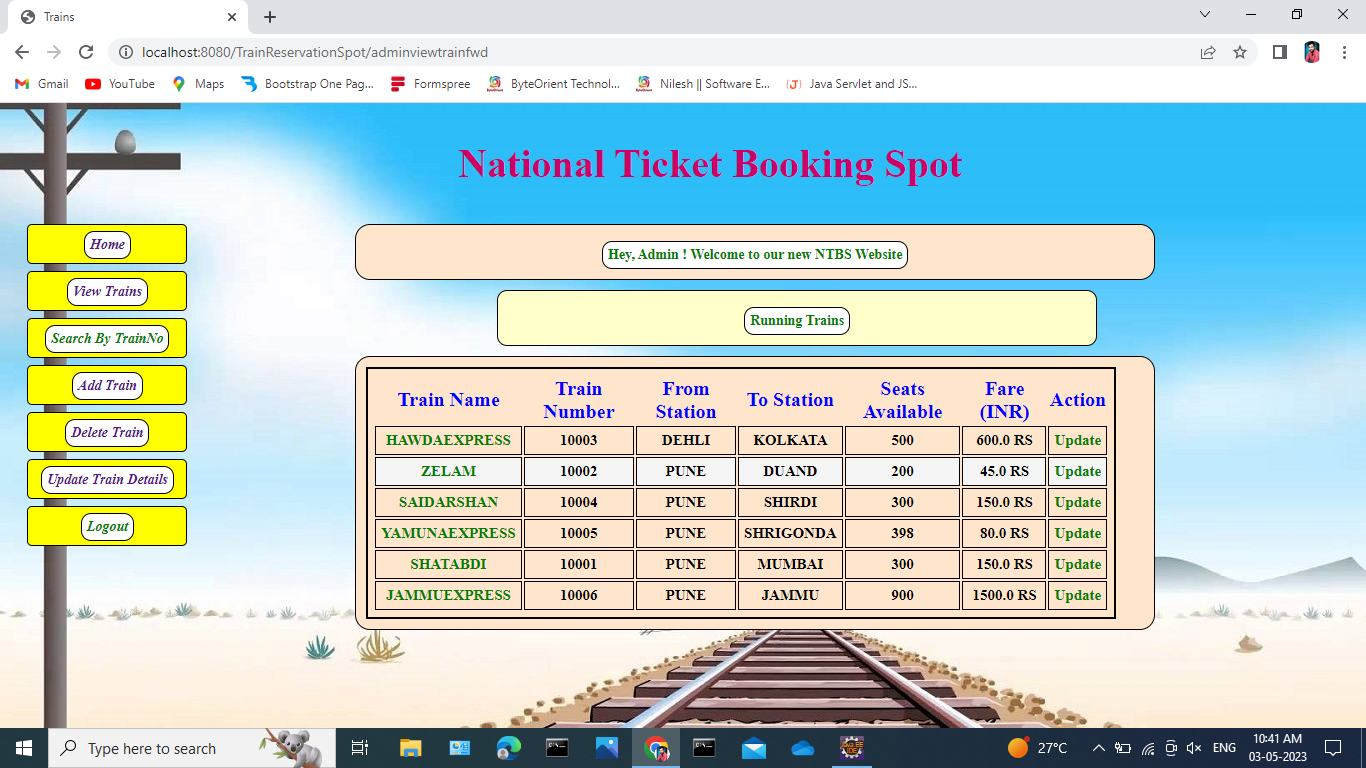 Trains
localhost:8080/TrainReservationSpot/adminviewtrainfwd
Gmail YouTube Maps Bootstrap One Pag... Formspree ByteOrient Technol... Nilesh || Software E... Java Servlet and JS...
National Ticket Booking Spot
Home
View Trains
Search By TrainNo
Add Train
Delete Train
Update Train Details
Logout
Hey, Admin ! Welcome to our new NTBS Website
Running Trains
Train Name Train Number From Station To Station Seats Available Fare (INR) Action
HAWDAEXPRESS 10003 DEHLI KOLKATA 500 600.0 RS Update
ZELAM 10002 PUNE DUAND 200 45.0 RS Update
SAIDARSHAN 10004 PUNE SHIRDI 300 150.0 RS Update
YAMUNAEXPRESS 10005 PUNE SHRIGONDA 398 80.0 RS Update
SHATABDI 10001 PUNE MUMBAI 300 150.0 RS Update
JAMMUEXPRESS 10006 PUNE JAMMU 900 1500.0 RS Update
Type here to search
27°C
ENG
10:41 AM
03-05-2023